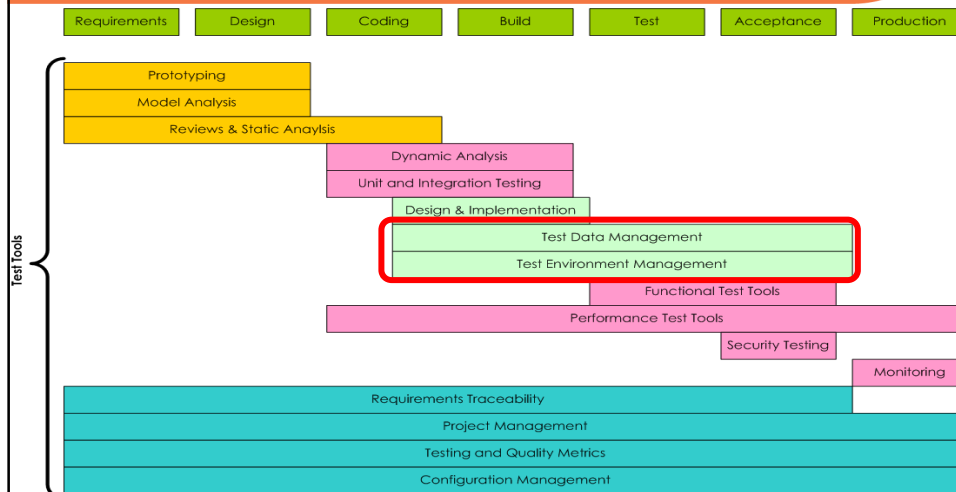 Requirements
Design
Coding
Build
Test
Acceptance
Production
Test Tools
Prototyping
Model Analysis
Reviews & Static Anaylsis
Dynamic Analysis
Unit and Integration Testing
Design & Implementation
Test Data Management
Test Environment Management
Functional Test Tools
Performance Test Tools
Security Testing
Monitoring
Requirements Traceability
Project Management
Testing and Quality Metrics
Configuration Management